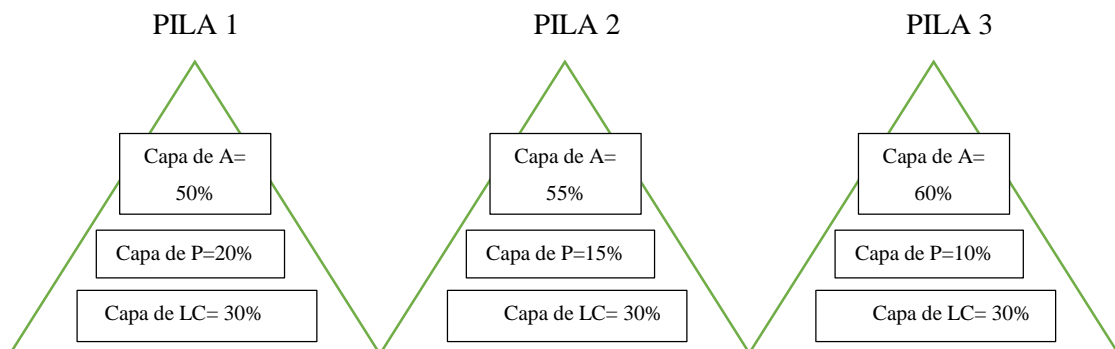 PILA 1
PILA 2
PILA 3
Capa de A=
50%
Capa de A=
55%
Capa de A=
60%
Capa de P=20%
Capa de P=15%
Capa de P=10%
Capa de LC= 30%
Capa de LC= 30%
Capa de LC= 30%